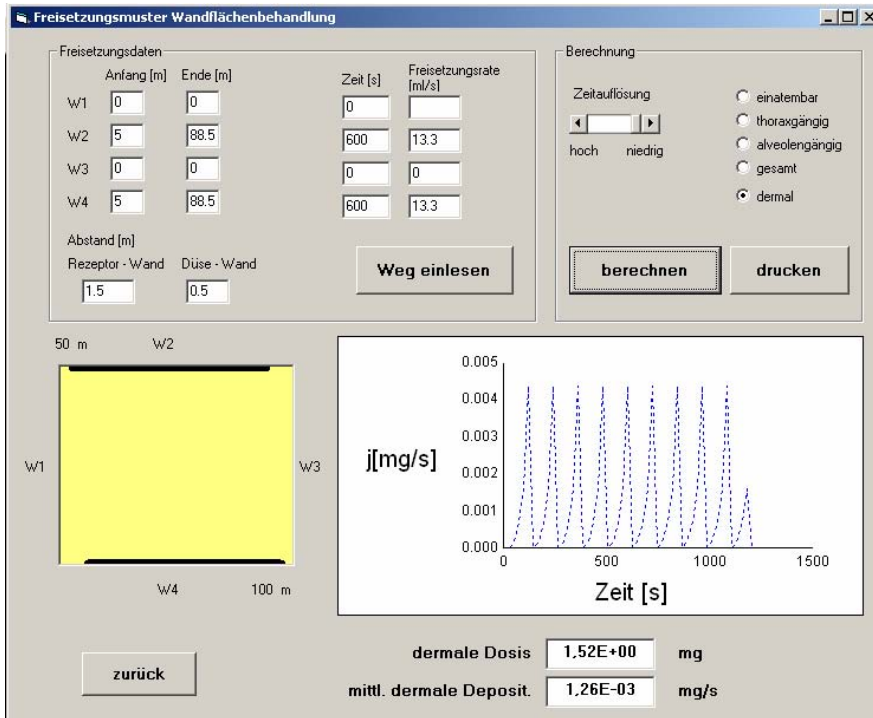 Freisetzungsmuster Wandflächenbehandlung
Freisetzungsdaten
Anfang [m] Ende [m] Zeit [s] Freisetzungsrate [ml/s]
W1 0 0 0
W2 5 88.5 600 13.3
W3 0 0 0 0
W4 5 88.5 600 13.3
Abstand [m]
Rezeptor - Wand Düse - Wand
1.5 0.5
Weg einlesen
Berechnung
Zeitauflösung
hoch niedrig
einatembar
thoraxgängig
alveolengängig
gesamt
dermal
berechnen drucken
50 m W2
W1
W3
W4 100 m
j[mg/s]
0.005
0.004
0.003
0.002
0.001
0.000
0 500 1000 1500
Zeit [s]
zurück
dermale Dosis 1,52E+00 mg
mittl. dermale Deposit. 1,26E-03 mg/s